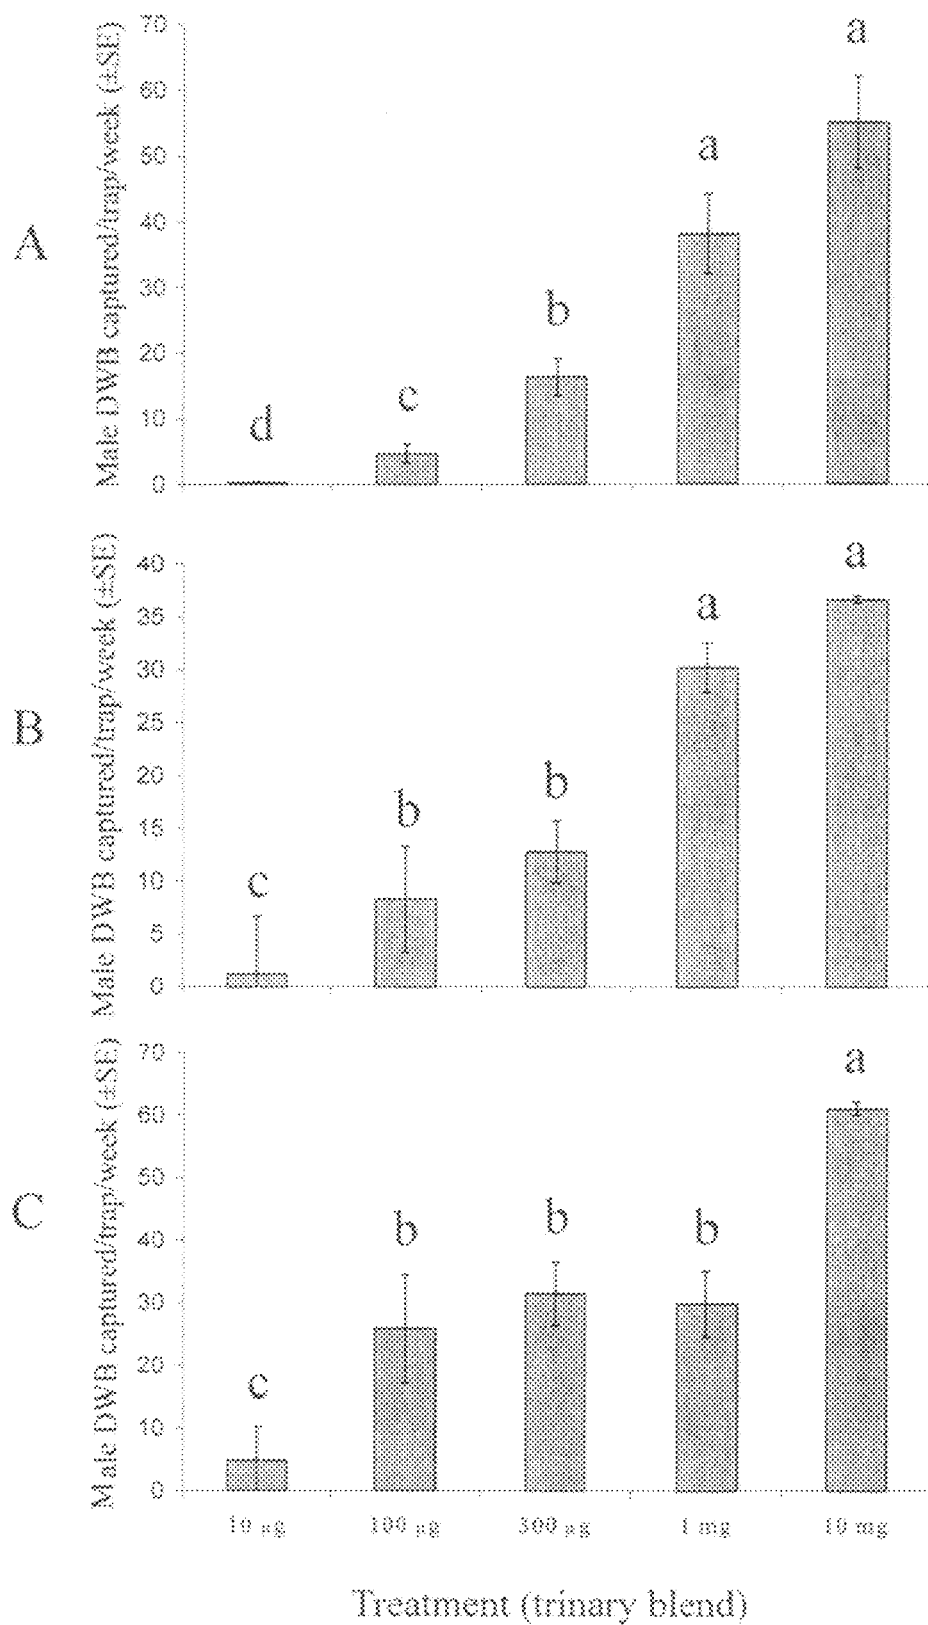 A
Male DWB captured/trap/week (±SE)
70
60
50
40
30
20
10
0
d
c
b
a
a
B
Male DWB captured/trap/week (±SE)
40
35
30
25
20
15
10
5
0
c
b
b
a
a
C
Male DWB captured/trap/week (±SE)
70
60
50
40
30
20
10
0
c
b
b
b
a
10 µg 100 µg 300 µg 1 mg 10 mg
Treatment (trinary blend)